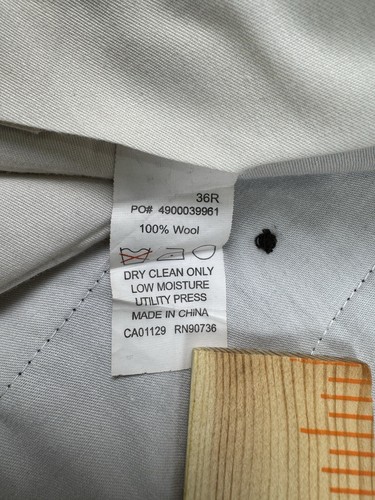 36R
PO# 4900039961
100% Wool
DRY CLEAN ONLY
LOW MOISTURE
UTILITY PRESS
MADE IN CHINA
CA01129 RN90736